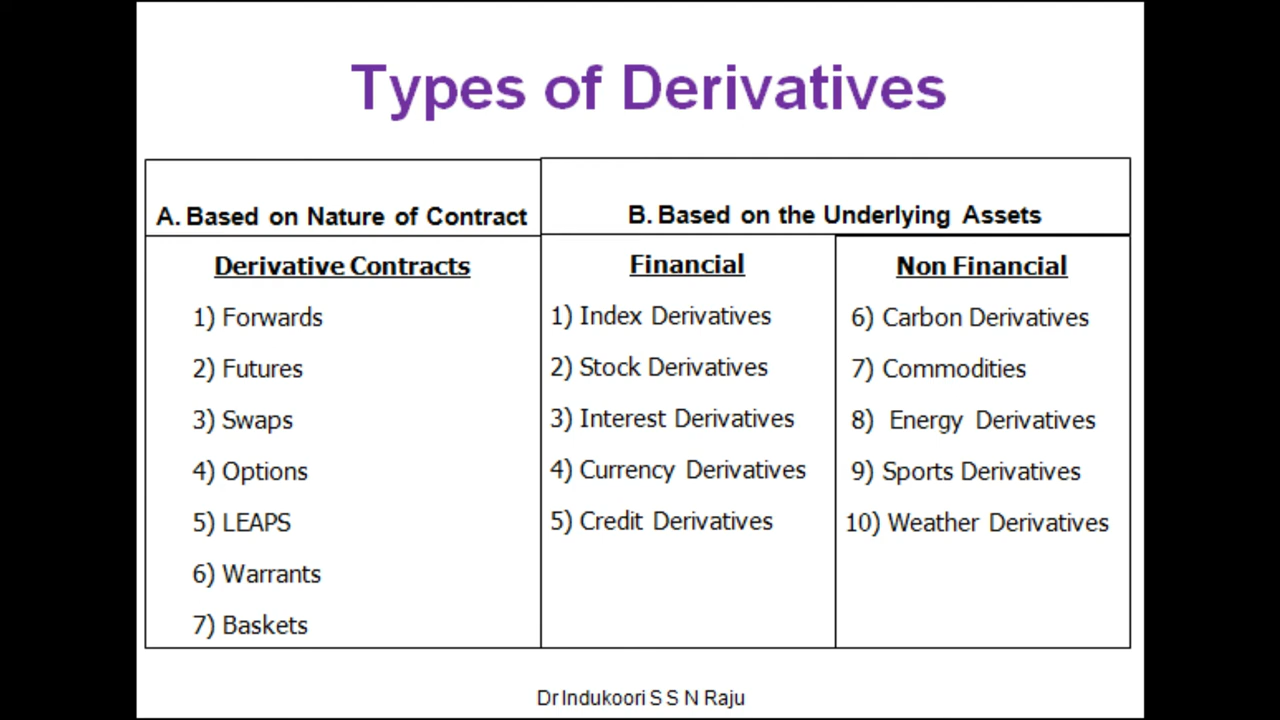 Types of Derivatives
A. Based on Nature of Contract
B. Based on the Underlying Assets
Derivative Contracts
1) Forwards
2) Futures
3) Swaps
4) Options
5) LEAPS
6) Warrants
7) Baskets
Financial
1) Index Derivatives
2) Stock Derivatives
3) Interest Derivatives
4) Currency Derivatives
5) Credit Derivatives
Non Financial
6) Carbon Derivatives
7) Commodities
8) Energy Derivatives
9) Sports Derivatives
10) Weather Derivatives
Dr Indukoori S S N Raju